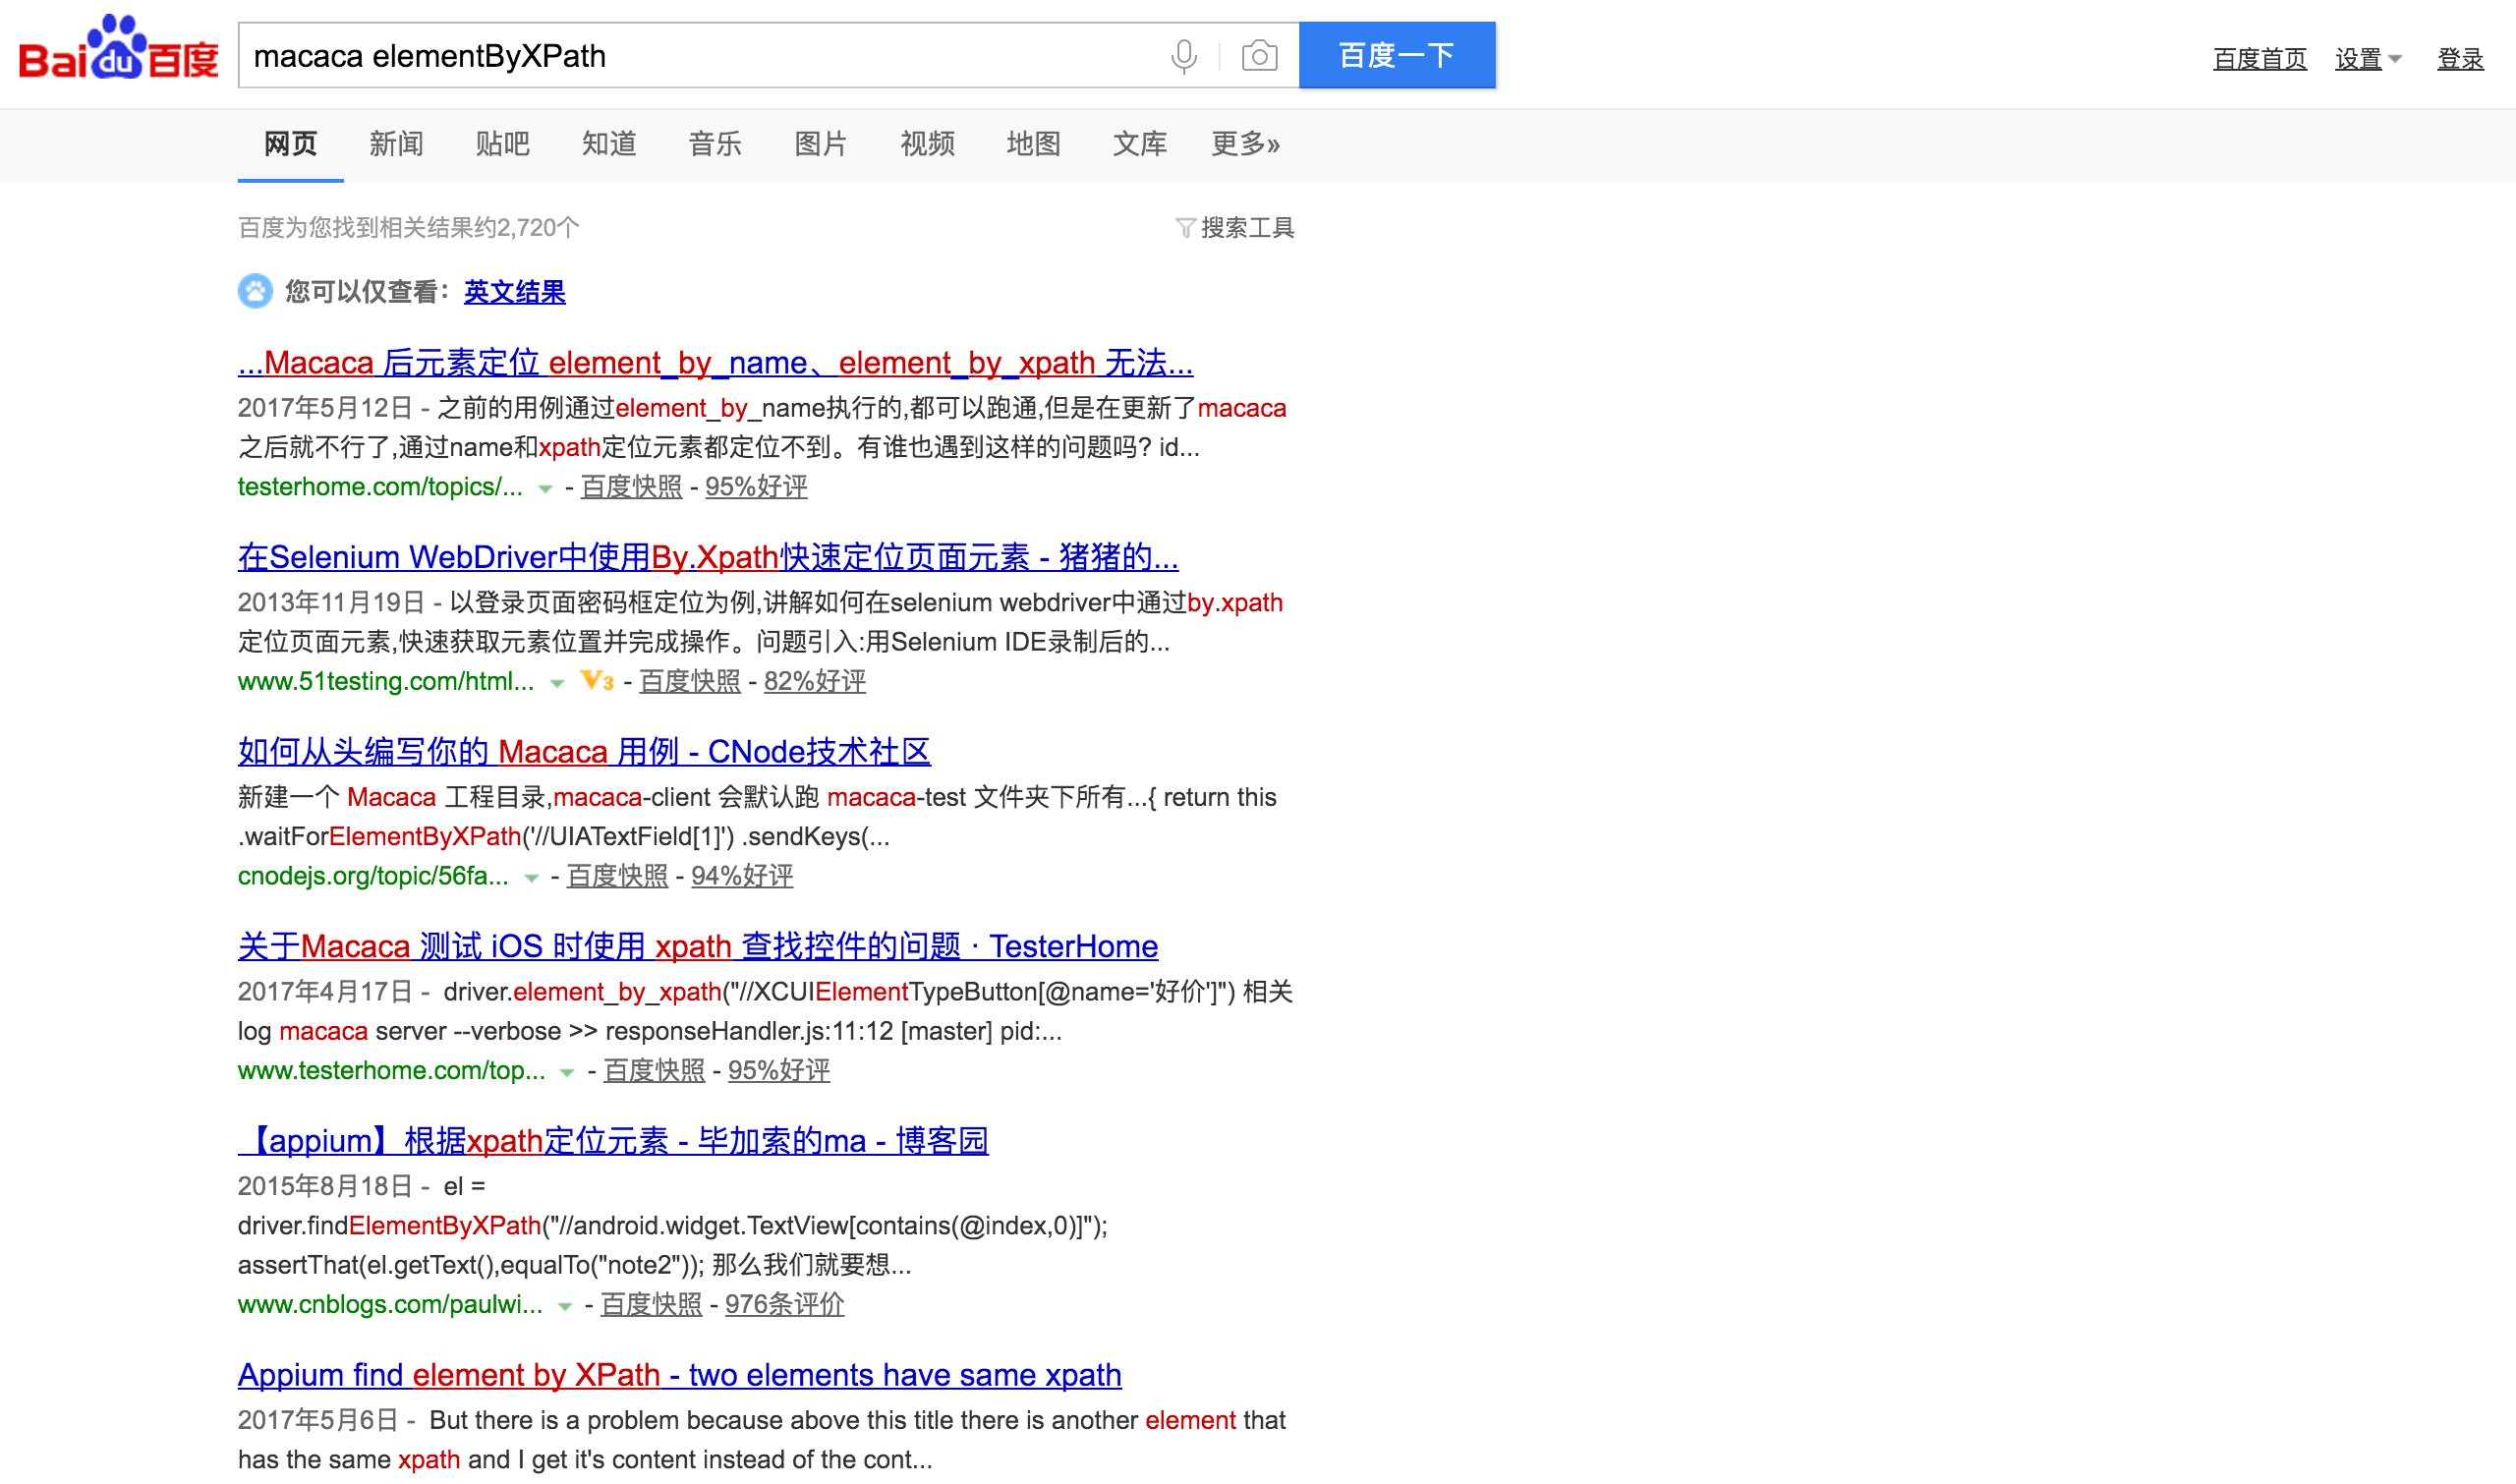 Bai du 百度 macaca elementByXPath 百度一下 百度首页 设置 登录
网页 新闻 贴吧 知道 音乐 图片 视频 地图 文库 更多»
百度为您找到相关结果约2,720个 搜索工具
您可以仅查看：英文结果
...Macaca 后元素定位 element_by_name、element_by_xpath 无法...
2017年5月12日 - 之前的用例通过element_by_name执行的,都可以跑通,但是在更新了macaca
之后就不行了,通过name和xpath定位元素都定位不到。有谁也遇到这样的问题吗? id...
testerhome.com/topics/... - 百度快照 - 95%好评
在Selenium WebDriver中使用By.Xpath快速定位页面元素 - 猪猪的...
2013年11月19日 - 以登录页面密码框定位为例,讲解如何在selenium webdriver中通过by.xpath
定位页面元素,快速获取元素位置并完成操作。问题引入:用Selenium IDE录制后的...
www.51testing.com/html... V3 - 百度快照 - 82%好评
如何从头编写你的 Macaca 用例 - CNode技术社区
新建一个 Macaca 工程目录,macaca-client 会默认跑 macaca-test 文件夹下所有...{ return this
.waitForElementByXPath('//UIATextField[1]') .sendKeys(...
cnodejs.org/topic/56fa... - 百度快照 - 94%好评
关于Macaca 测试 iOS 时使用 xpath 查找控件的问题 · TesterHome
2017年4月17日 - driver.element_by_xpath("//XCUIElementTypeButton[@name='好价']") 相关
log macaca server --verbose >> responseHandler.js:11:12 [master] pid:...
www.testerhome.com/top... - 百度快照 - 95%好评
【appium】根据xpath定位元素 - 毕加索的ma - 博客园
2015年8月18日 - el =
driver.findElementByXPath("//android.widget.TextView[contains(@index,0)]");
assertThat(el.getText(),equalTo("note2")); 那么我们就要想...
www.cnblogs.com/paulwi... - 百度快照 - 976条评价
Appium find element by XPath - two elements have same xpath
2017年5月6日 - But there is a problem because above this title there is another element that
has the same xpath and I get it's content instead of the cont...